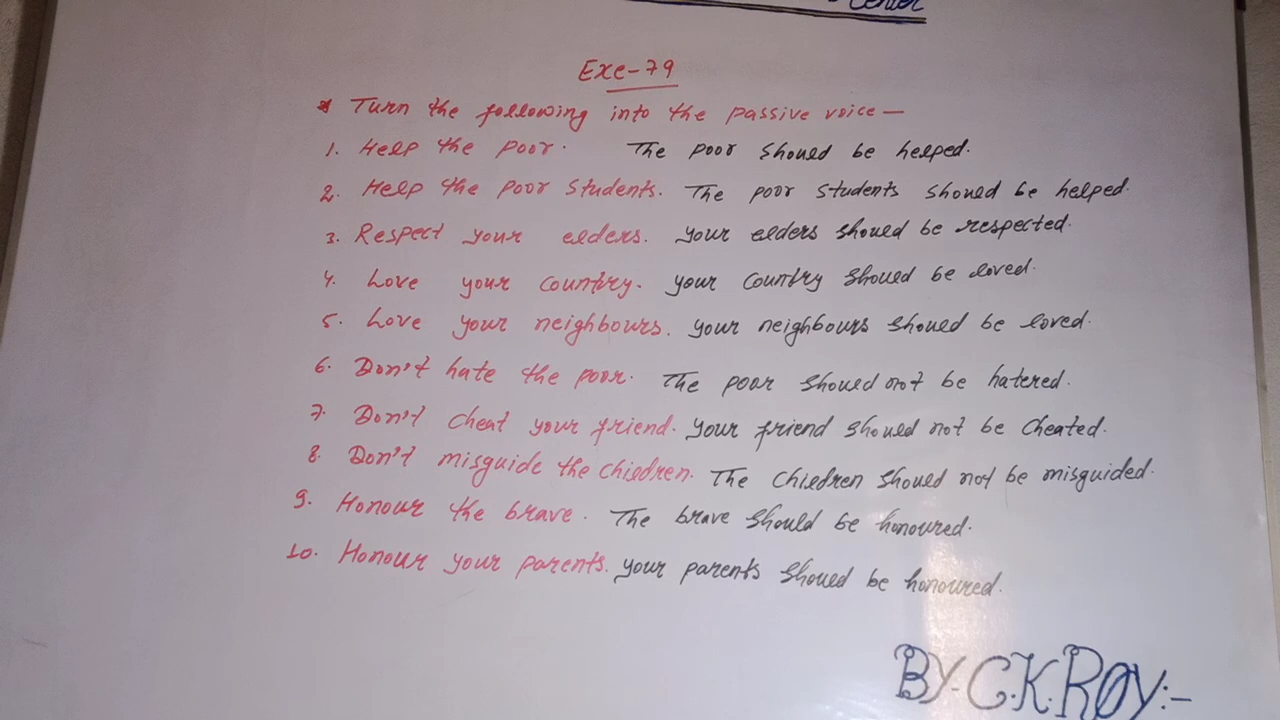 Center
Exe-79
* Turn the following into the passive voice—
1. Help the poor. The poor should be helped.
2. Help the poor students. The poor students should be helped.
3. Respect your elders. Your elders should be respected.
4. Love your country. Your country should be loved.
5. Love your neighbours. Your neighbours should be loved.
6. Don't hate the poor. The poor should not be hatered.
7. Don't cheat your friend. Your friend should not be cheated.
8. Don't misguide the children. The children should not be misguided.
9. Honour the brave. The brave should be honoured.
10. Honour your parents. Your parents should be honoured.
BY-C.K.ROY:-